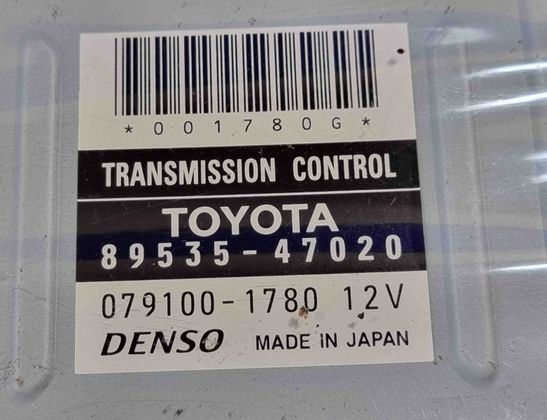 *001780G*
TRANSMISSION CONTROL
TOYOTA
89535-47020
079100-1780 12V
DENSO MADE IN JAPAN